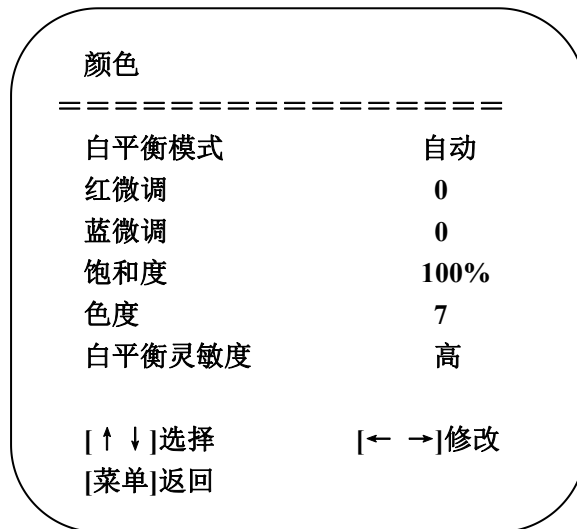 颜色
=================
白平衡模式 自动
红微调 0
蓝微调 0
饱和度 100%
色度 7
白平衡灵敏度 高
[↑ ↓]选择 [← →]修改
[菜单]返回